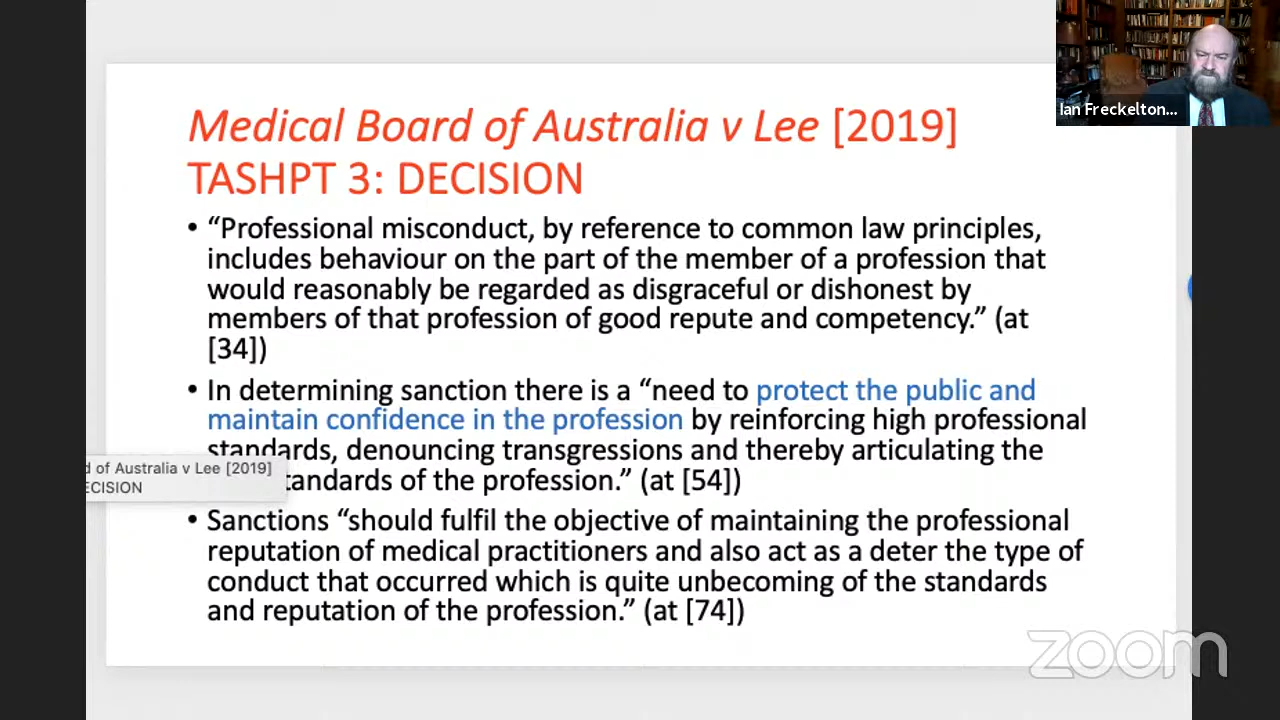 Medical Board of Australia v Lee [2019]
TASHPT 3: DECISION
• “Professional misconduct, by reference to common law principles,
includes behaviour on the part of the member of a profession that
would reasonably be regarded as disgraceful or dishonest by
members of that profession of good repute and competency.” (at
[34])
• In determining sanction there is a “need to protect the public and
maintain confidence in the profession by reinforcing high professional
standards, denouncing transgressions and thereby articulating the
tandards of the profession.” (at [54])
• Sanctions “should fulfil the objective of maintaining the professional
reputation of medical practitioners and also act as a deter the type of
conduct that occurred which is quite unbecoming of the standards
and reputation of the profession.” (at [74])
d of Australia v Lee [2019]
ECISION
Ian Freckelton...
zoom